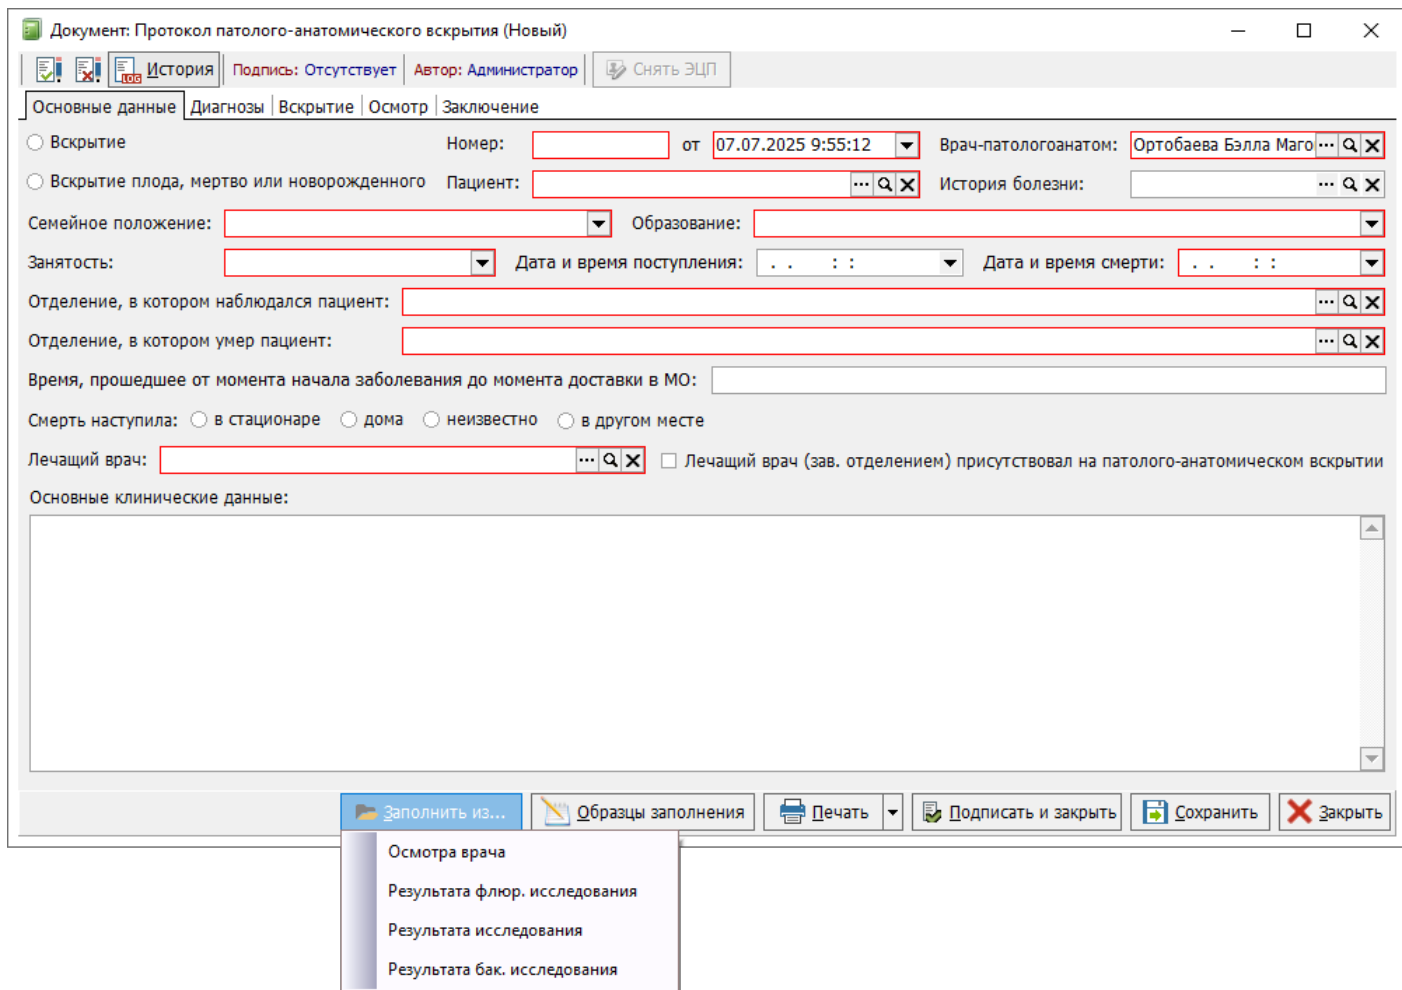 Документ: Протокол патолого-анатомического вскрытия (Новый)
LOG История Подпись: Отсутствует Автор: Администратор Снять ЭЦП
Основные данные Диагнозы Вскрытие Осмотр Заключение
Вскрытие Номер: от 07.07.2025 9:55:12 Врач-патологоанатом: Ортобаева Бэлла Маго
Вскрытие плода, мертво или новорожденного Пациент: История болезни:
Семейное положение: Образование:
Занятость: Дата и время поступления: . . : : Дата и время смерти: . . : :
Отделение, в котором наблюдался пациент:
Отделение, в котором умер пациент:
Время, прошедшее от момента начала заболевания до момента доставки в МО:
Смерть наступила: в стационаре дома неизвестно в другом месте
Лечащий врач: Лечащий врач (зав. отделением) присутствовал на патолого-анатомическом вскрытии
Основные клинические данные:
Заполнить из... Образцы заполнения Печать Подписать и закрыть Сохранить Закрыть
Осмотра врача
Результата флюр. исследования
Результата исследования
Результата бак. исследования